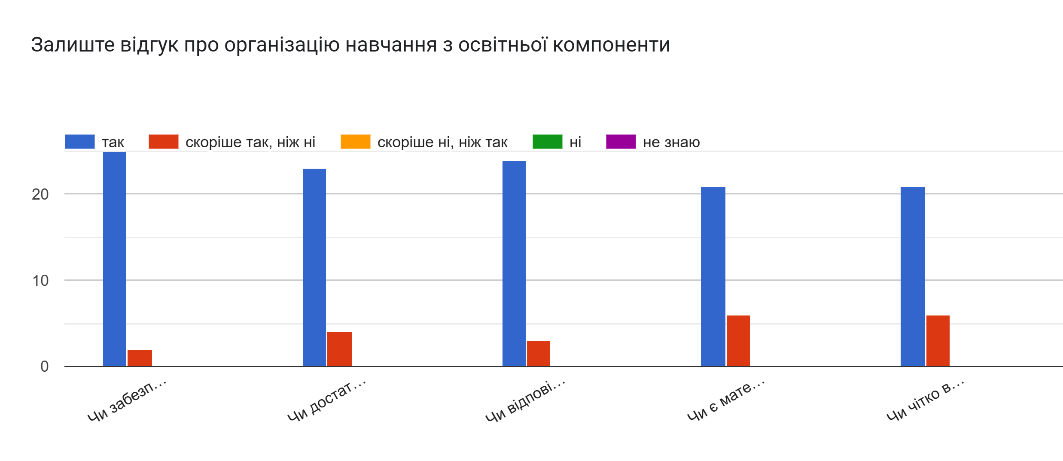 Залиште відгук про організацію навчання з освітньої компоненти
так скоріше так, ніж ні скоріше ні, ніж так ні не знаю
20
10
0
Чи забезп… Чи достат… Чи відпові… Чи є мате… Чи чітко в…